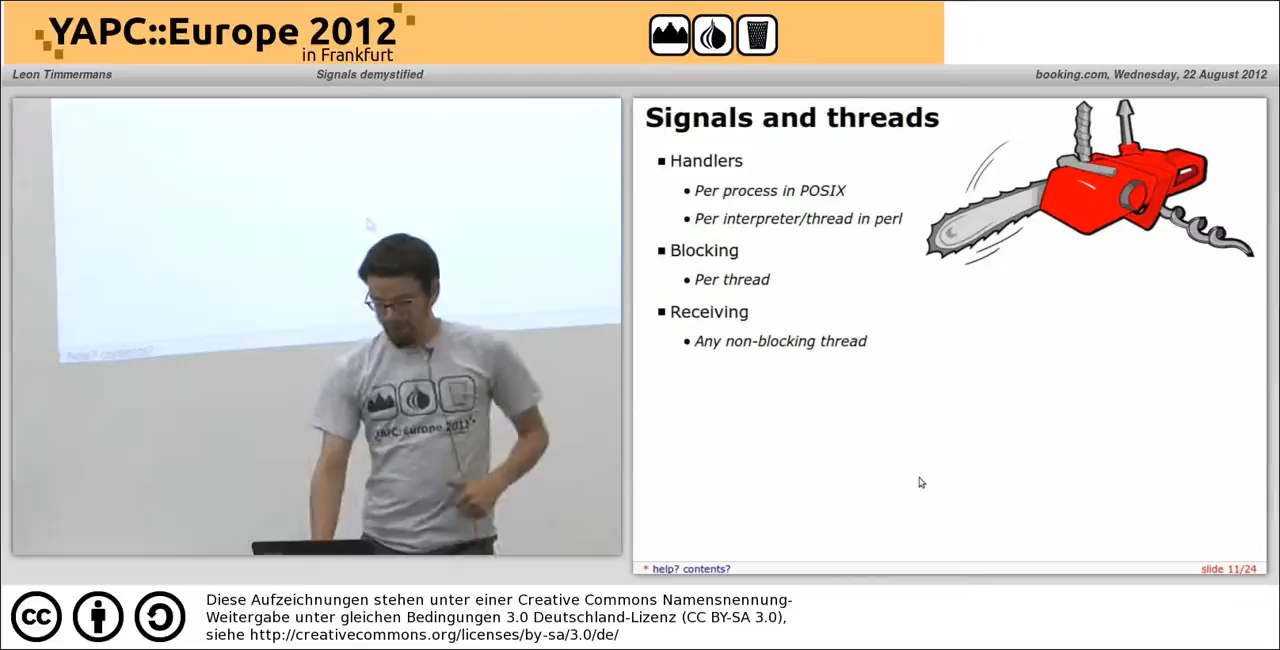 YAPC::Europe 2012
in Frankfurt
Leon Timmermans
Signals demystified
booking.com, Wednesday, 22 August 2012
help? contents?
YAPC::Europe 2012
Signals and threads
Handlers
Per process in POSIX
Per interpreter/thread in perl
Blocking
Per thread
Receiving
Any non-blocking thread
* help? contents?
slide 11/24
cc
Diese Aufzeichnungen stehen unter einer Creative Commons Namensnennung-
Weitergabe unter gleichen Bedingungen 3.0 Deutschland-Lizenz (CC BY-SA 3.0),
siehe http://creativecommons.org/licenses/by-sa/3.0/de/